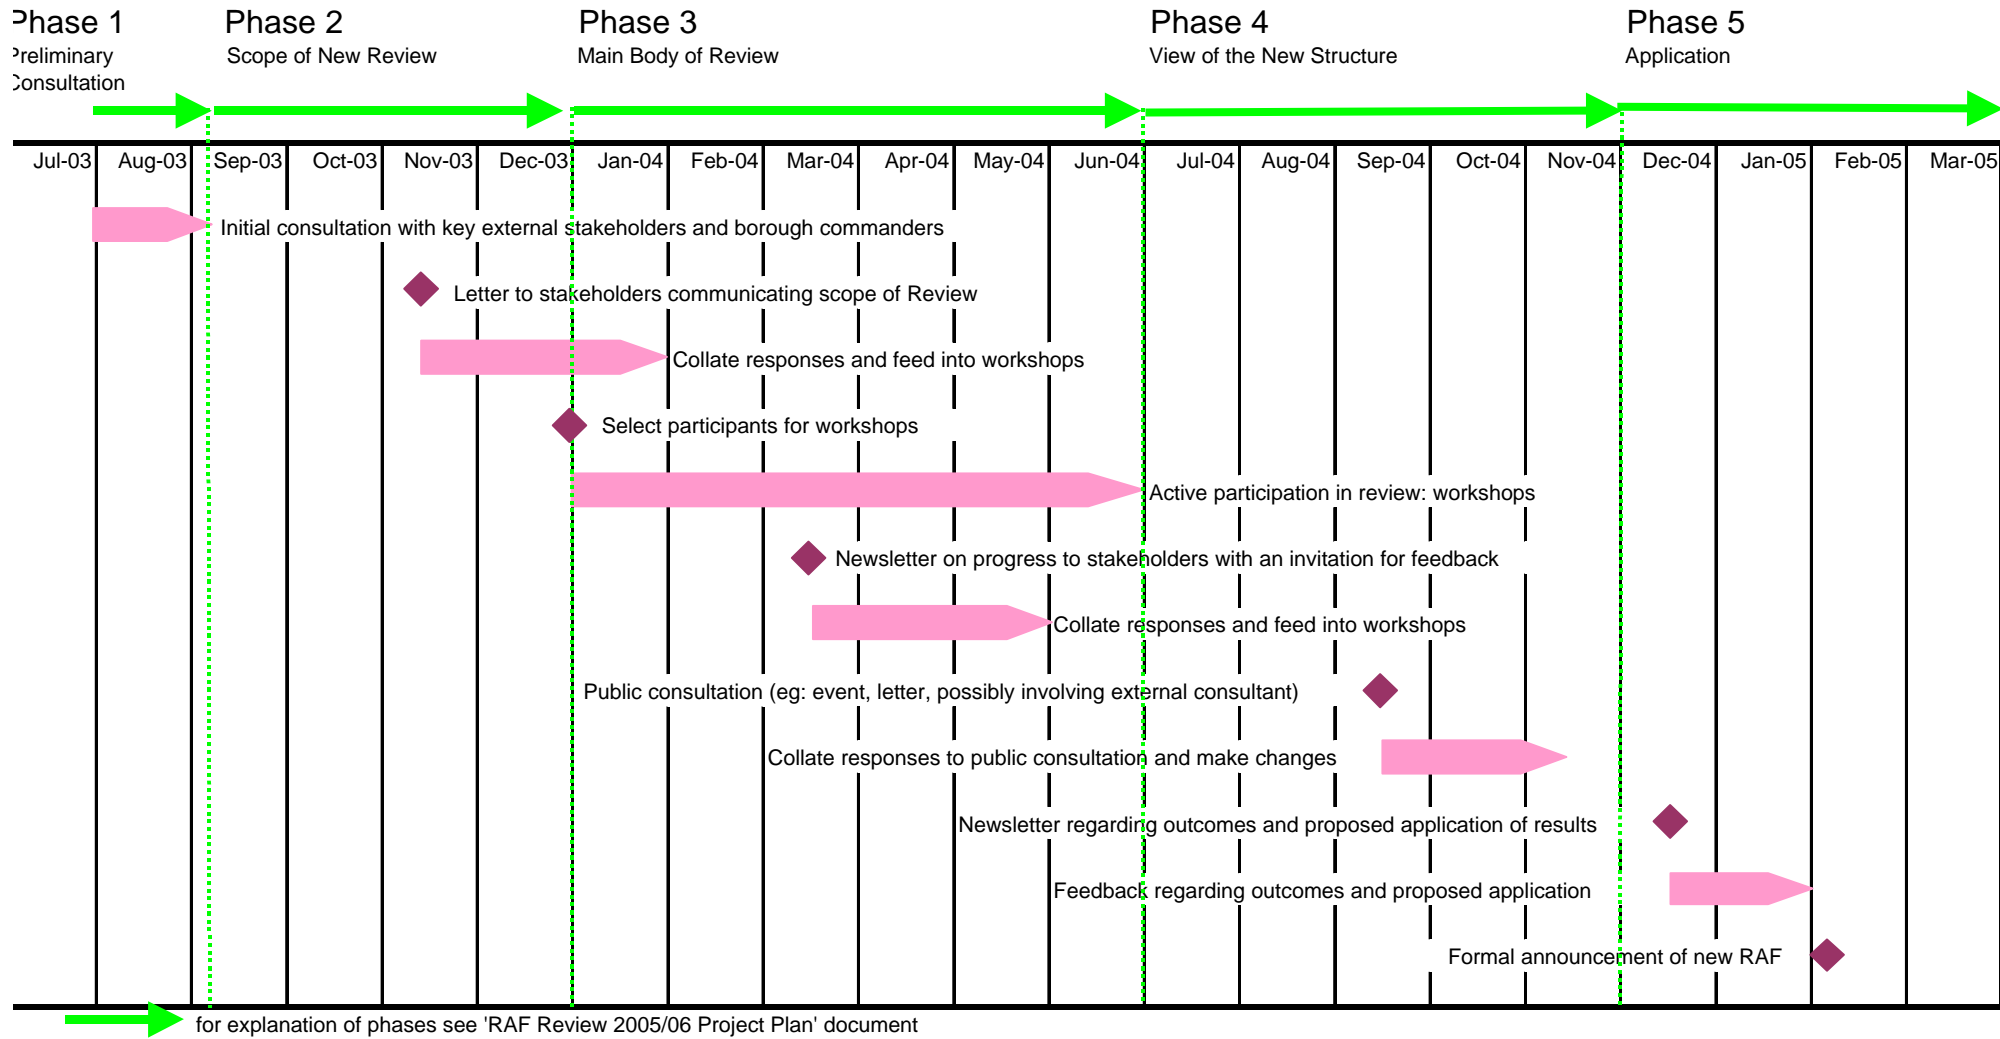 Phase 1
Preliminary
Consultation
Phase 2
Scope of New Review
Phase 3
Main Body of Review
Phase 4
View of the New Structure
Phase 5
Application
Jul-03 Aug-03 Sep-03 Oct-03 Nov-03 Dec-03 Jan-04 Feb-04 Mar-04 Apr-04 May-04 Jun-04 Jul-04 Aug-04 Sep-04 Oct-04 Nov-04 Dec-04 Jan-05 Feb-05 Mar-05
Initial consultation with key external stakeholders and borough commanders
Letter to stakeholders communicating scope of Review
Collate responses and feed into workshops
Select participants for workshops
Active participation in review: workshops
Newsletter on progress to stakeholders with an invitation for feedback
Collate responses and feed into workshops
Public consultation (eg: event, letter, possibly involving external consultant)
Collate responses to public consultation and make changes
Newsletter regarding outcomes and proposed application of results
Feedback regarding outcomes and proposed application
Formal announcement of new RAF
for explanation of phases see 'RAF Review 2005/06 Project Plan' document